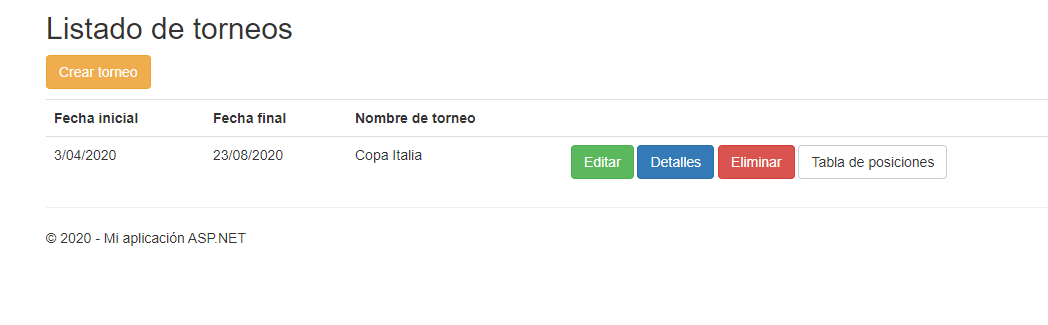 Listado de torneos
Crear torneo
Fecha inicial Fecha final Nombre de torneo
3/04/2020 23/08/2020 Copa Italia Editar Detalles Eliminar Tabla de posiciones
© 2020 - Mi aplicación ASP.NET